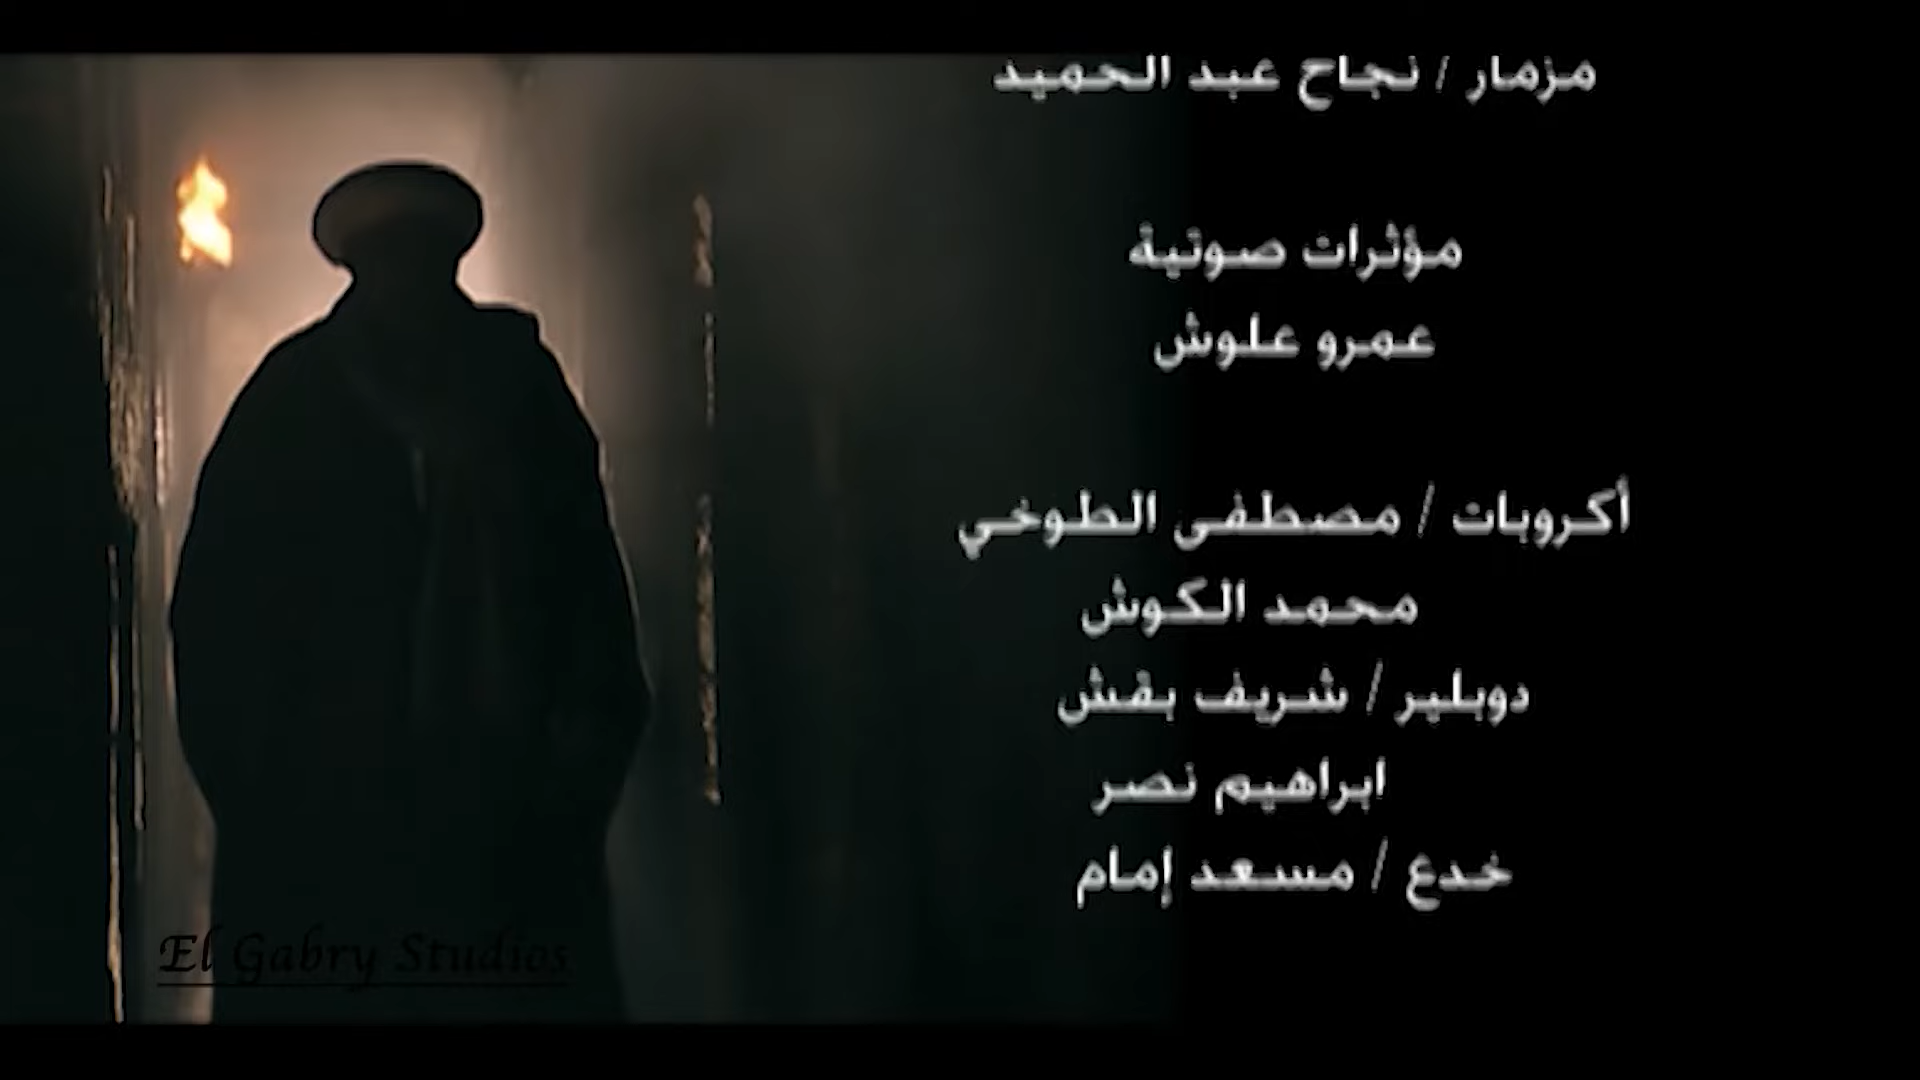 مزمار / نجاح عبد الحميد
مؤثرات صوتية
عمرو علوش
أكروبات / مصطفى الطوخي
محمد الكوش
دوبلير / شريف بقش
ابراهيم نصر
خدع / مسعد إمام
El Gabry Studios